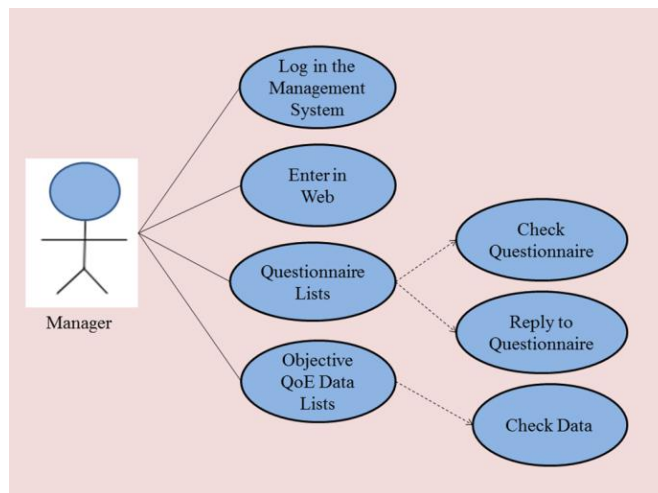 Log in the
Management
System
Enter in
Web
Check
Questionnaire
Questionnaire
Lists
Manager
Reply to
Questionnaire
Objective
QoE Data
Lists
Check Data